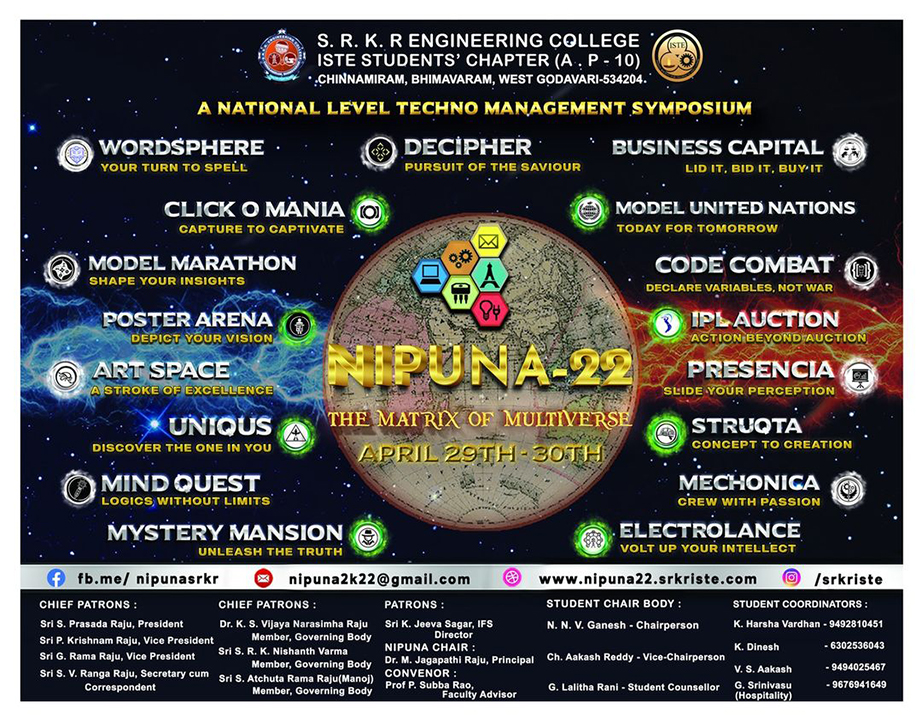 S. R. K. R ENGINEERING COLLEGE
ISTE STUDENTS' CHAPTER (A . P - 10)
CHINNAMIRAM, BHIMAVARAM, WEST GODAVARI-534204.
ISTE
A NATIONAL LEVEL TECHNO MANAGEMENT SYMPOSIUM
WORDSPHERE
YOUR TURN TO SPELL
DECIPHER
PURSUIT OF THE SAVIOUR
BUSINESS CAPITAL
LID IT, BID IT, BUY IT
CLICK O MANIA
CAPTURE TO CAPTIVATE
MODEL UNITED NATIONS
TODAY FOR TOMORROW
MODEL MARATHON
SHAPE YOUR INSIGHTS
CODE COMBAT
DECLARE VARIABLES, NOT WAR
POSTER ARENA
DEPICT YOUR VISION
IPL AUCTION
ACTION BEYOND AUCTION
ART SPACE
A STROKE OF EXCELLENCE
NIPUNA-22
THE MATRIX OF MULTIVERSE
APRIL 29TH - 30TH
PRESENCIA
SLIDE YOUR PERCEPTION
UNIQUS
DISCOVER THE ONE IN YOU
STRUQTA
CONCEPT TO CREATION
MIND QUEST
LOGICS WITHOUT LIMITS
MECHONICA
CREW WITH PASSION
MYSTERY MANSION
UNLEASH THE TRUTH
ELECTROLANCE
VOLT UP YOUR INTELLECT
fb.me/ nipunasrkr
nipuna2k22@gmail.com
www.nipuna22.srkriste.com
/srkriste
CHIEF PATRONS :
Sri S. Prasada Raju, President
Sri P. Krishnam Raju, Vice President
Sri G. Rama Raju, Vice President
Sri S. V. Ranga Raju, Secretary cum
Correspondent
CHIEF PATRONS :
Dr. K. S. Vijaya Narasimha Raju
Member, Governing Body
Sri S. R. K. Nishanth Varma
Member, Governing Body
Sri S. Atchuta Rama Raju(Manoj)
Member, Governing Body
PATRONS :
Sri K. Jeeva Sagar, IFS
Director
NIPUNA CHAIR :
Dr. M. Jagapathi Raju, Principal
CONVENOR :
Prof P. Subba Rao,
Faculty Advisor
STUDENT CHAIR BODY :
N. N. V. Ganesh - Chairperson
Ch. Aakash Reddy - Vice-Chairperson
G. Lalitha Rani - Student Counsellor
STUDENT COORDINATORS :
K. Harsha Vardhan - 9492810451
K. Dinesh - 6302536043
V. S. Aakash - 9494025467
G. Srinivasu - 9676941649
(Hospitality)